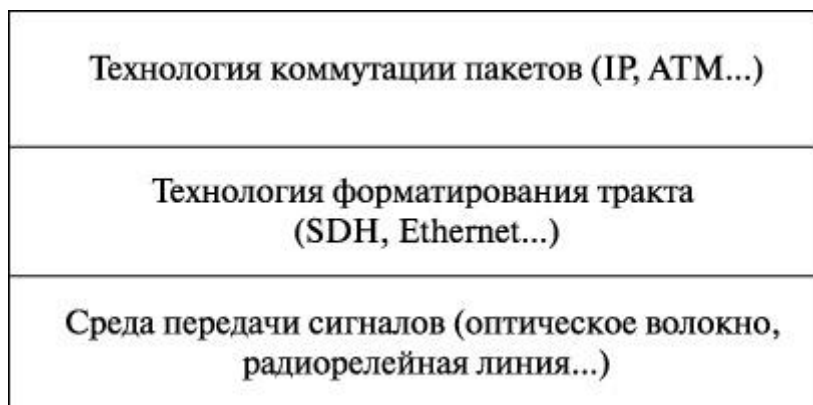 Технология коммутации пакетов (IP, ATM...)
Технология форматирования тракта
(SDH, Ethernet...)
Среда передачи сигналов (оптическое волокно,
радиорелейная линия...)